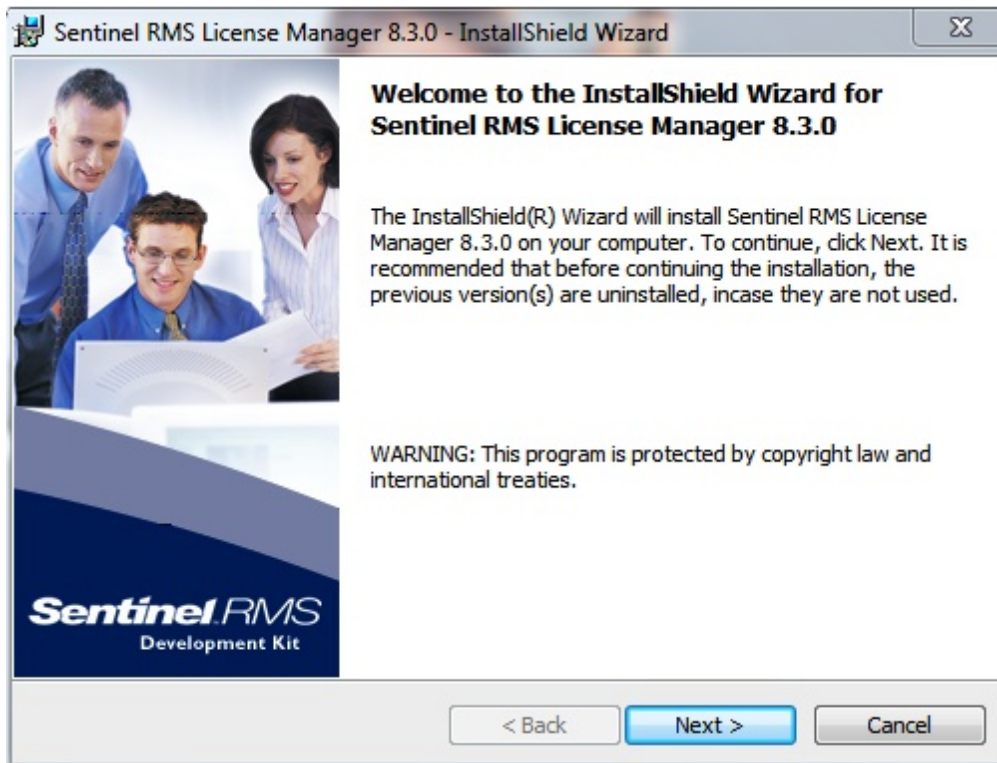 Sentinel RMS License Manager 8.3.0 - InstallShield Wizard
Welcome to the InstallShield Wizard for
Sentinel RMS License Manager 8.3.0
The InstallShield(R) Wizard will install Sentinel RMS License
Manager 8.3.0 on your computer. To continue, click Next. It is
recommended that before continuing the installation, the
previous version(s) are uninstalled, incase they are not used.
WARNING: This program is protected by copyright law and
international treaties.
Sentinel RMS
Development Kit
< Back
Next >
Cancel